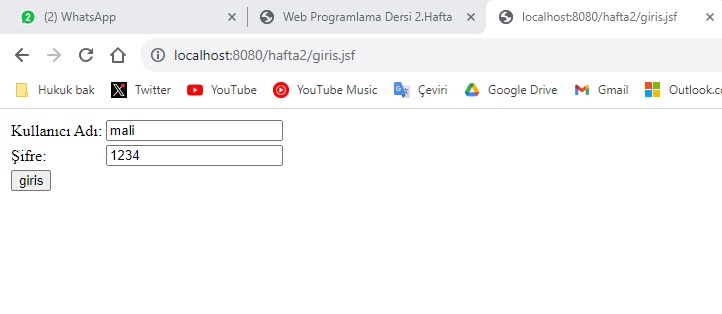 (2) WhatsApp Web Programlama Dersi 2.Hafta localhost:8080/hafta2/giris.jsf
localhost:8080/hafta2/giris.jsf
Hukuk bak Twitter YouTube YouTube Music Çeviri Google Drive Gmail Outlook.co
Kullanıcı Adı: mali
Şifre: 1234
giris